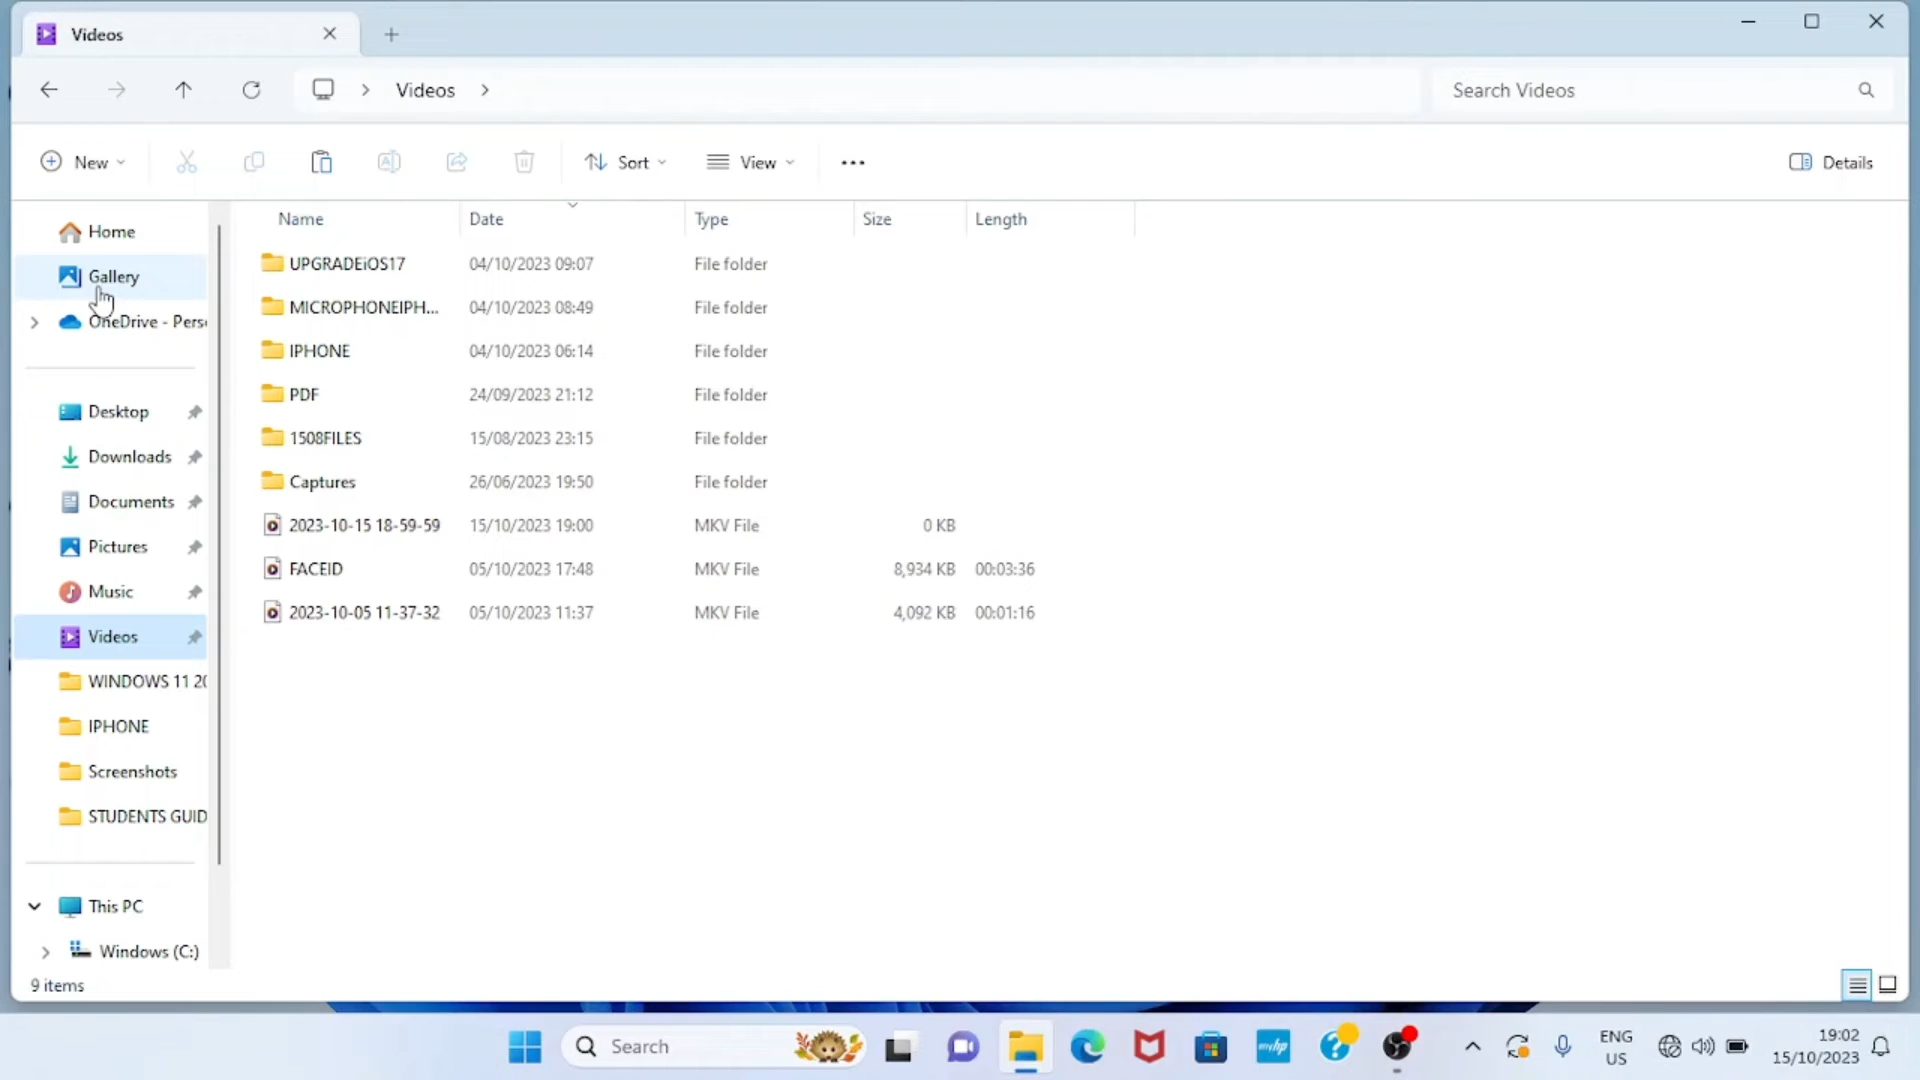 Videos
Videos
Search Videos
New
Sort
View
Details
Home
Gallery
OneDrive - Pers
Desktop
Downloads
Documents
Pictures
Music
Videos
WINDOWS 11 20
IPHONE
Screenshots
STUDENTS GUID
This PC
Windows (C:)
Name Date Type Size Length
UPGRADEiOS17 04/10/2023 09:07 File folder
MICROPHONEIPH... 04/10/2023 08:49 File folder
IPHONE 04/10/2023 06:14 File folder
PDF 24/09/2023 21:12 File folder
1508FILES 15/08/2023 23:15 File folder
Captures 26/06/2023 19:50 File folder
2023-10-15 18-59-59 15/10/2023 19:00 MKV File 0 KB
FACEID 05/10/2023 17:48 MKV File 8,934 KB 00:03:36
2023-10-05 11-37-32 05/10/2023 11:37 MKV File 4,092 KB 00:01:16
9 items
Search
myhp
ENG
US
19:02
15/10/2023